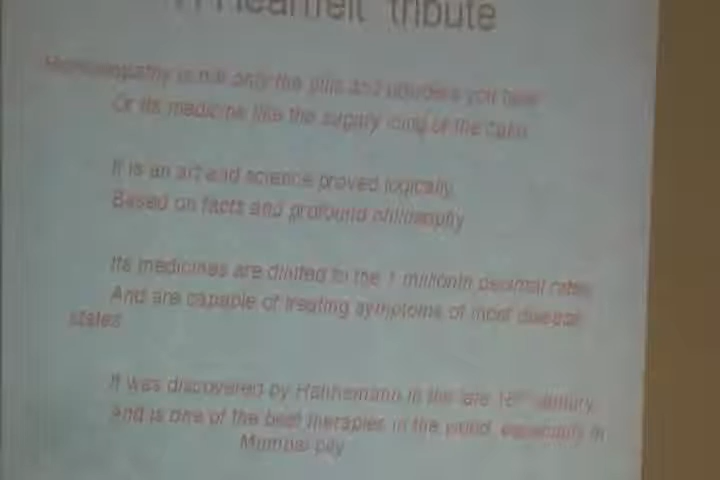 A Heartfelt tribute
Homoeopathy is not only the pills and powders you take
Or its medicine like the sugary icing of the cake
It is an art and science proved logically
Based on facts and profound philosophy
Its medicines are diluted to the 1 millionth decimal rates
And are capable of treating symptoms of most disease
states
It was discovered by Hahnemann in the late 18th century
And is one of the best therapies in the world, especially in
Mumbai city